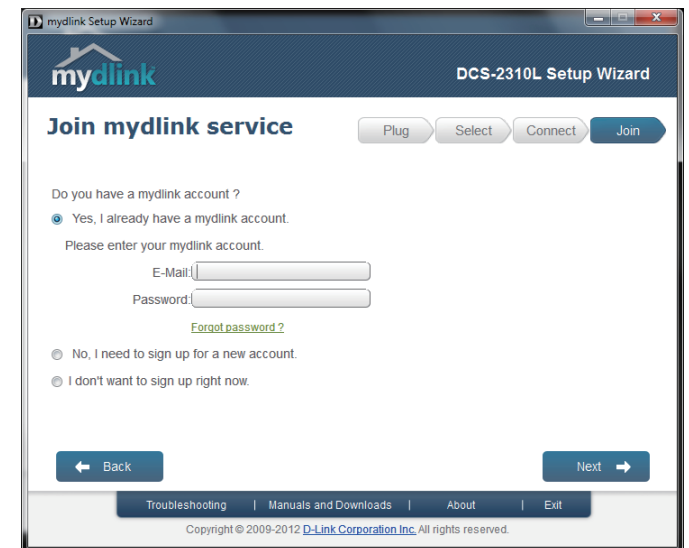 mydlink Setup Wizard
mydlink
DCS-2310L Setup Wizard
Join mydlink service
Plug
Select
Connect
Join
Do you have a mydlink account ?
Yes, I already have a mydlink account.
Please enter your mydlink account.
E-Mail:
Password:
Forgot password ?
No, I need to sign up for a new account.
I don't want to sign up right now.
Back
Next
Troubleshooting | Manuals and Downloads | About | Exit
Copyright © 2009-2012 D-Link Corporation Inc. All rights reserved.